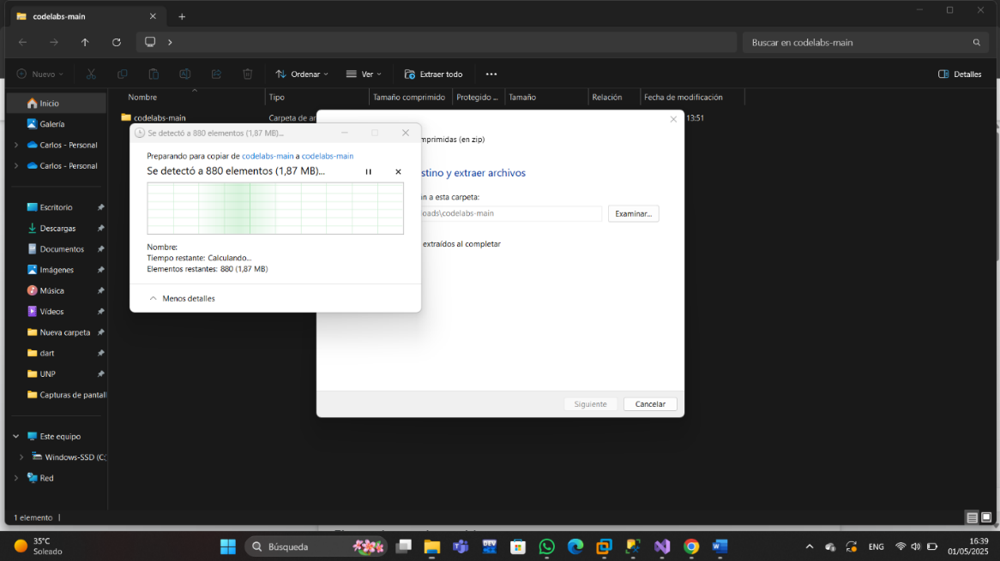 codelabs-main
Buscar en codelabs-main
Nuevo
Ordenar
Ver
Extraer todo
Detalles
Nombre Tipo Tamaño comprimido Protegido ... Tamaño Relación Fecha de modificación
Inicio
Galería
Carlos - Personal
Carlos - Personal
Escritorio
Descargas
Documentos
Imágenes
Música
Vídeos
Nueva carpeta
dart
UNP
Capturas de pantall
Este equipo
Windows-SSD (C:
Red
codelabs-main Carpeta de ar 13:51
Se detectó a 880 elementos (1,87 MB)...
Preparando para copiar de codelabs-main a codelabs-main
Se detectó a 880 elementos (1,87 MB)...
Nombre:
Tiempo restante: Calculando...
Elementos restantes: 880 (1,87 MB)
Menos detalles
mprimidas (en zip)
stino y extraer archivos
n a esta carpeta:
oads\codelabs-main
Examinar...
extraídos al completar
Siguiente
Cancelar
1 elemento
35°C
Soleado
Búsqueda
DEV
ENG
16:39
01/05/2025